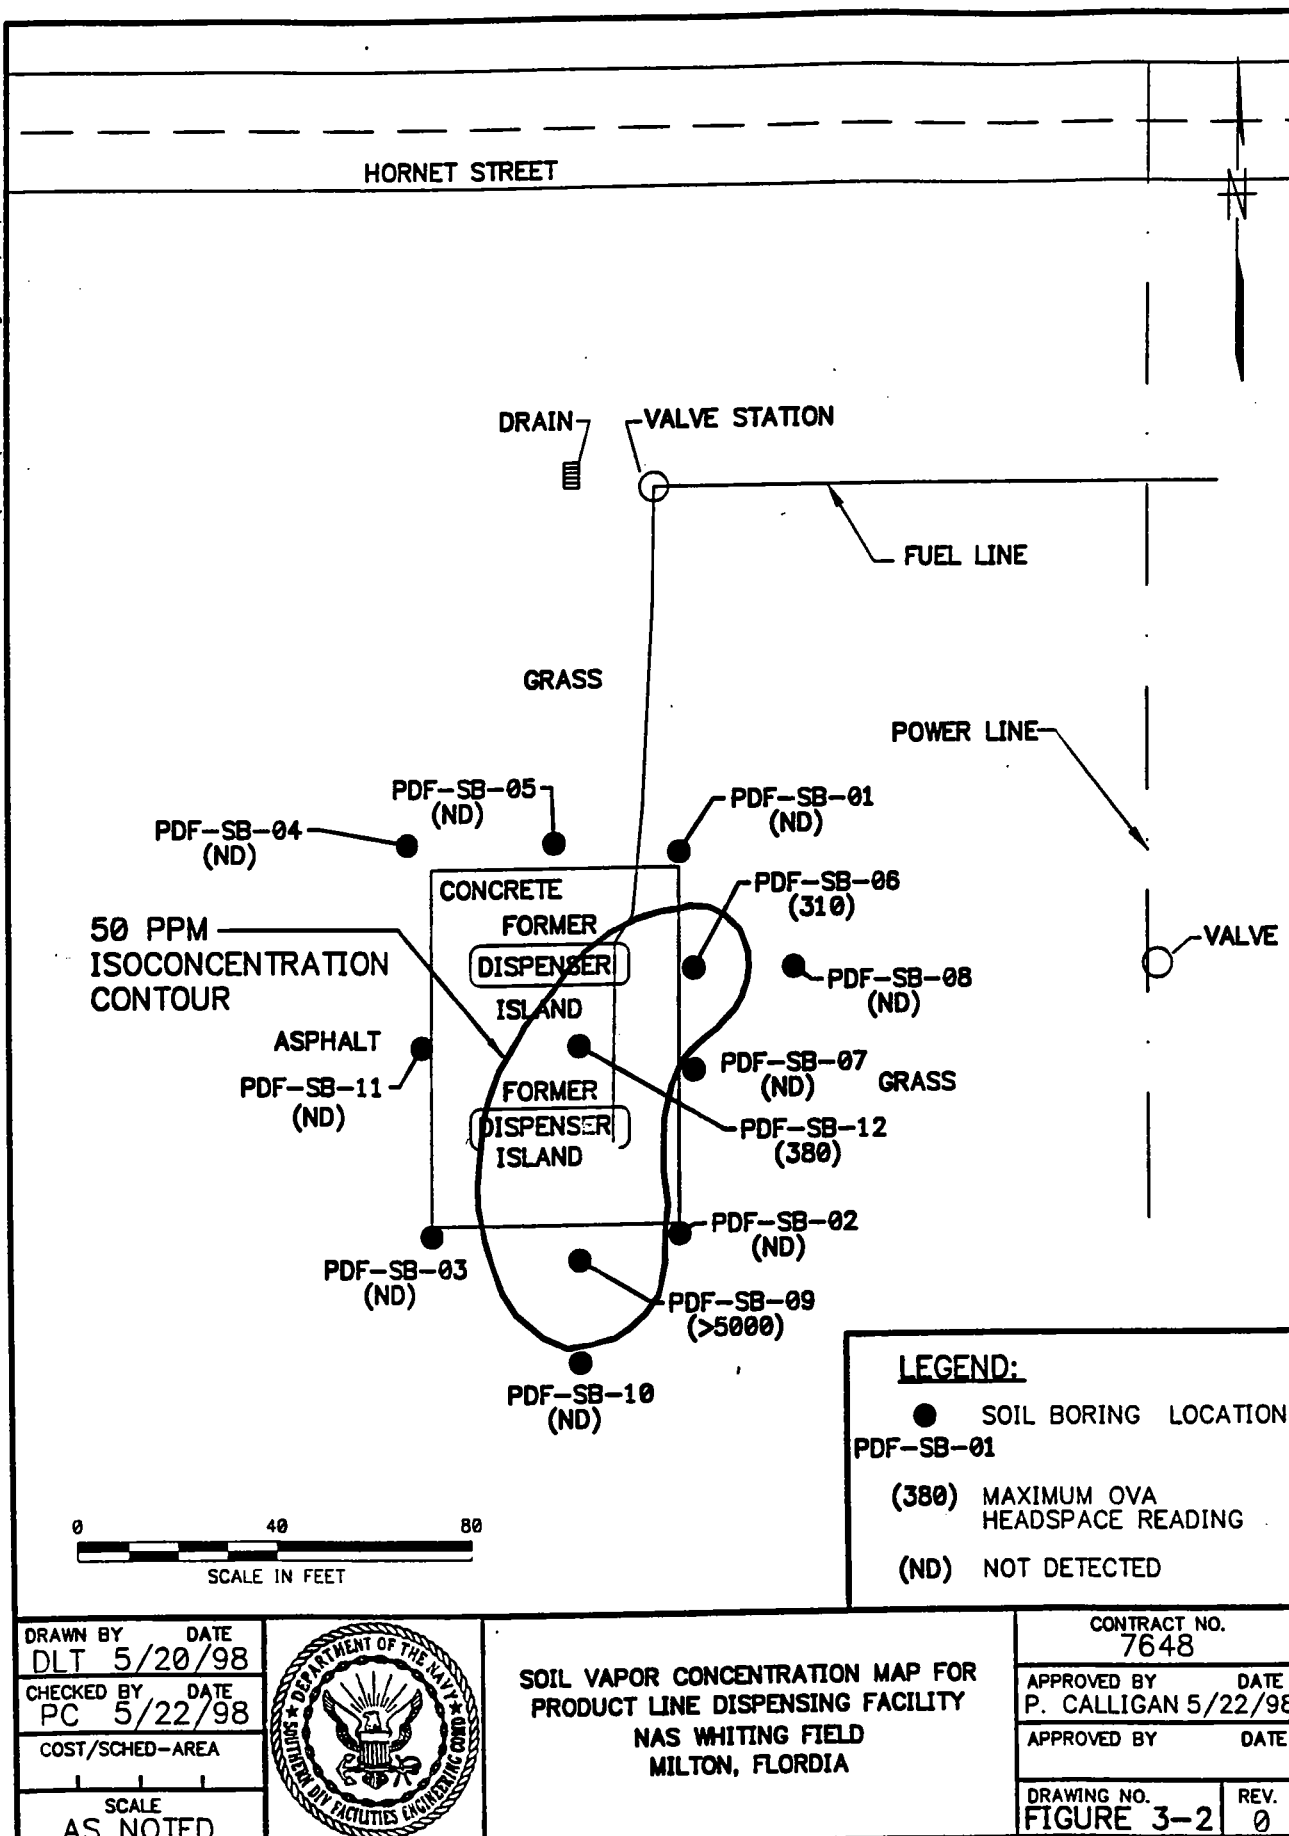 HORNET STREET
N
DRAIN
VALVE STATION
FUEL LINE
GRASS
POWER LINE
PDF-SB-05
(ND)
PDF-SB-01
(ND)
PDF-SB-04
(ND)
CONCRETE
PDF-SB-06
(310)
50 PPM
ISOCONCENTRATION
CONTOUR
FORMER
DISPENSER
ISLAND
VALVE
PDF-SB-08
(ND)
ASPHALT
PDF-SB-11
(ND)
PDF-SB-07
(ND)
GRASS
FORMER
DISPENSER
ISLAND
PDF-SB-12
(380)
PDF-SB-02
(ND)
PDF-SB-03
(ND)
PDF-SB-09
(>5000)
PDF-SB-10
(ND)
LEGEND:
SOIL BORING LOCATION
PDF-SB-01
(380) MAXIMUM OVA
HEADSPACE READING
(ND) NOT DETECTED
0 40 80
SCALE IN FEET
DRAWN BY DATE
DLT 5/20/98
CHECKED BY DATE
PC 5/22/98
COST/SCHED-AREA
SCALE
AS NOTED
DEPARTMENT OF THE NAVY
SOUTHERN DIV FACILITIES ENGINEERING COMD
SOIL VAPOR CONCENTRATION MAP FOR
PRODUCT LINE DISPENSING FACILITY
NAS WHITING FIELD
MILTON, FLORDIA
CONTRACT NO.
7648
APPROVED BY DATE
P. CALLIGAN 5/22/98
APPROVED BY DATE
DRAWING NO.
FIGURE 3-2
REV.
0